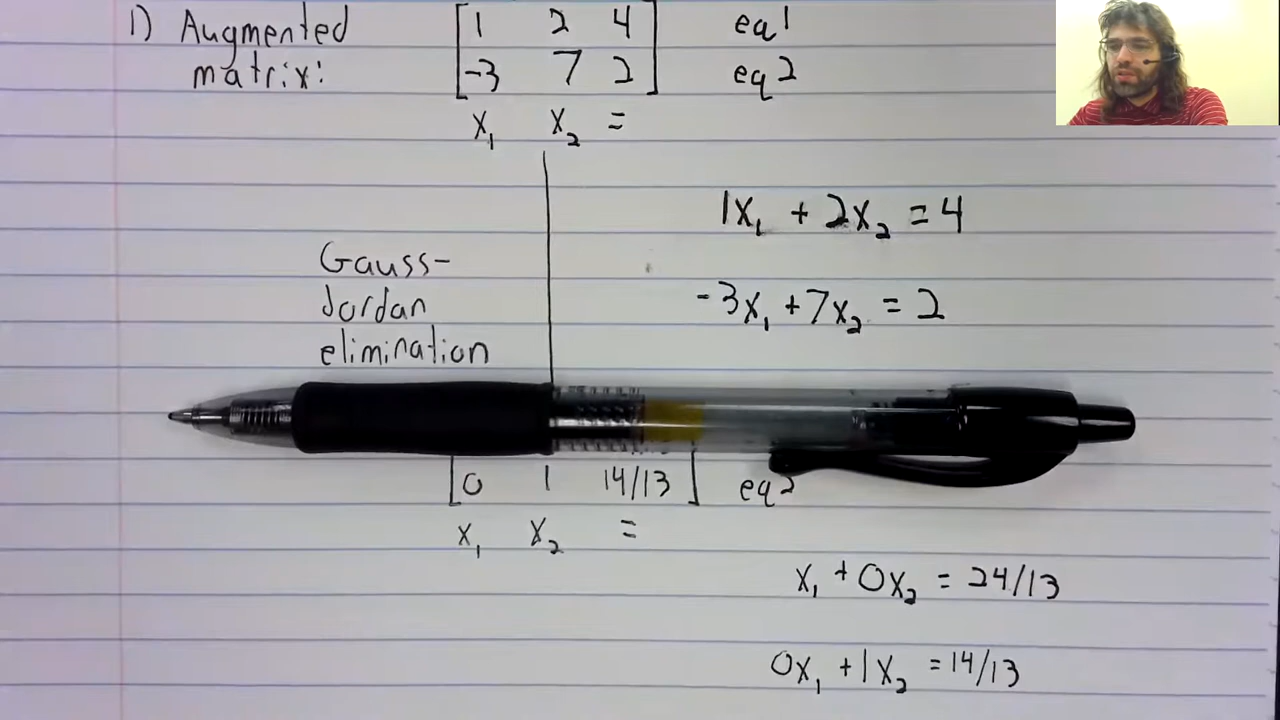 1) Augmented [1 2 4] eq1
matrix: [-3 7 2] eq2
x₁ x₂ =
1x₁ + 2x₂ = 4
Gauss-
Jordan
elimination
-3x₁ + 7x₂ = 2
[0 1 14/13] eq2
x₁ x₂ =
x₁ + 0x₂ = 24/13
0x₁ + 1x₂ = 14/13